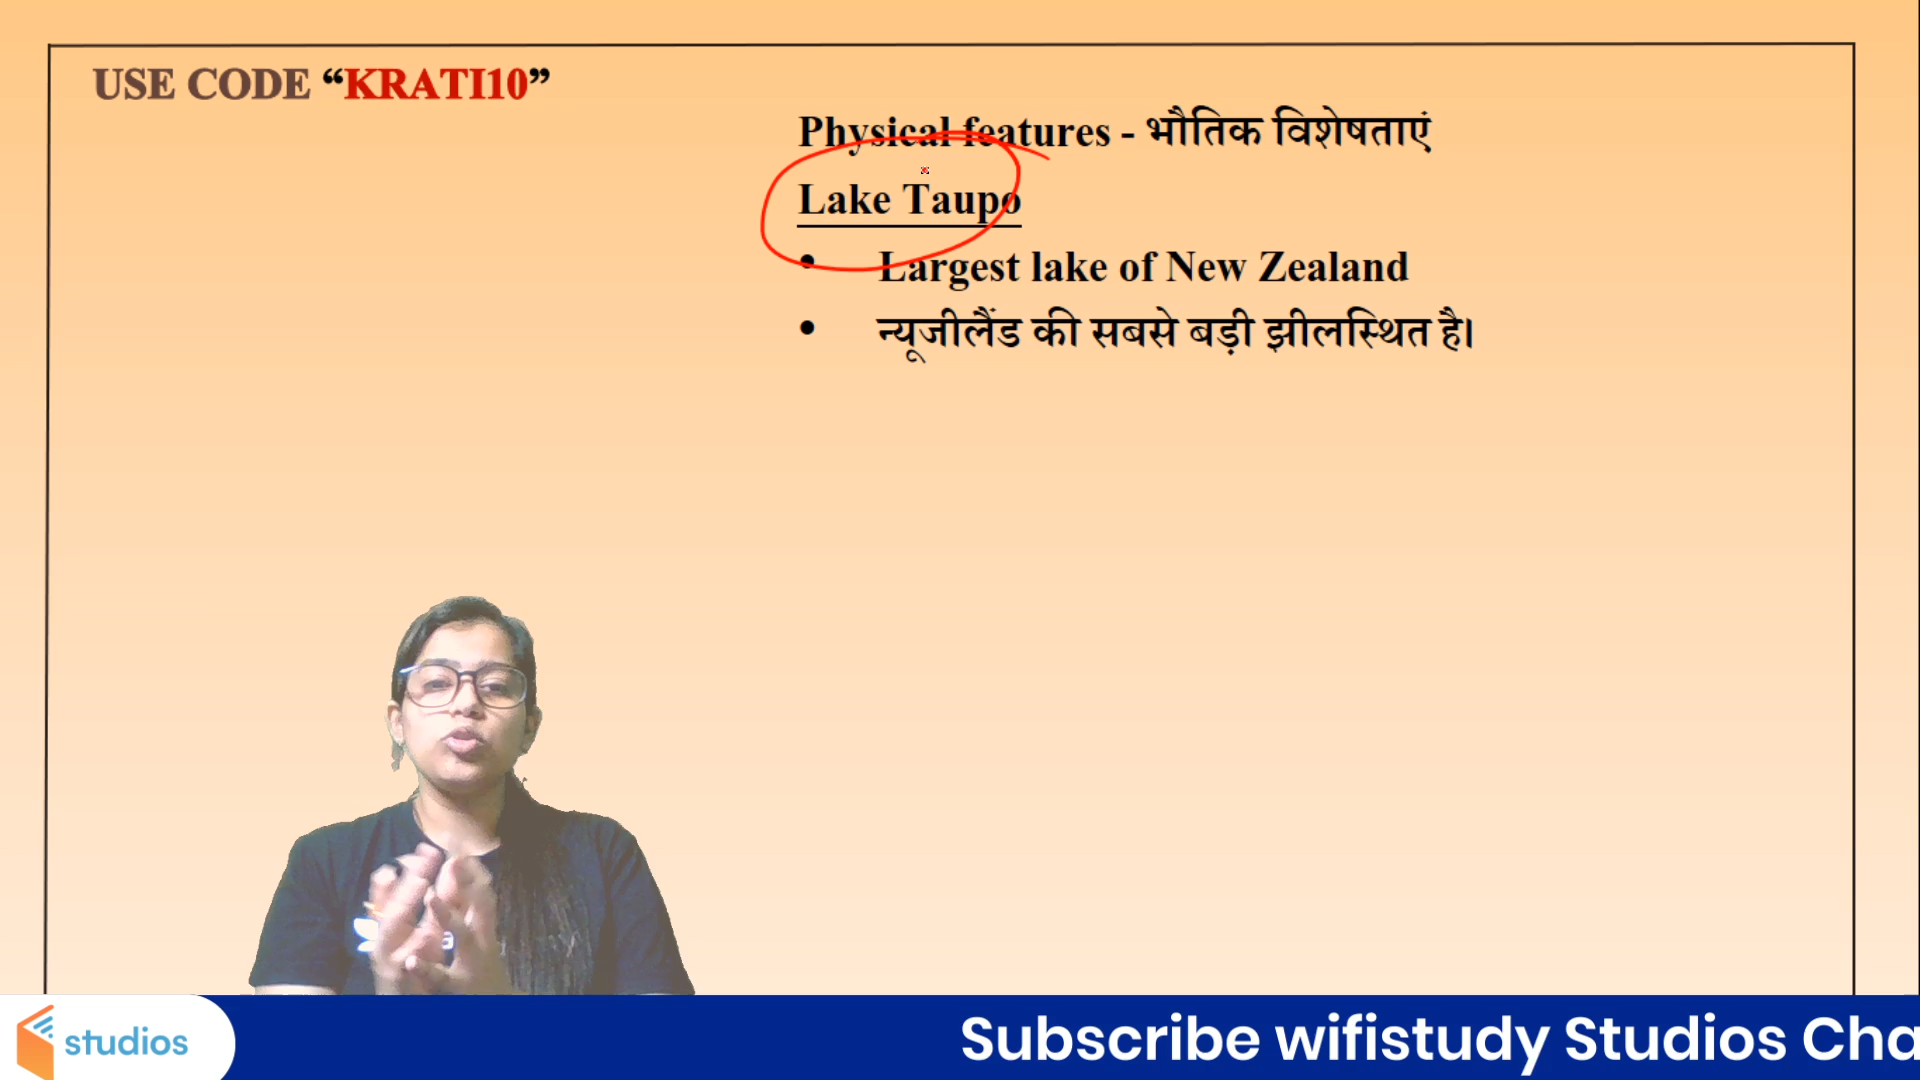 USE CODE “KRATI10”
Physical features - भौतिक विशेषताएं
Lake Taupo
• Largest lake of New Zealand
• न्यूजीलैंड की सबसे बड़ी झीलस्थित है।
studios
Subscribe wifistudy Studios Cha